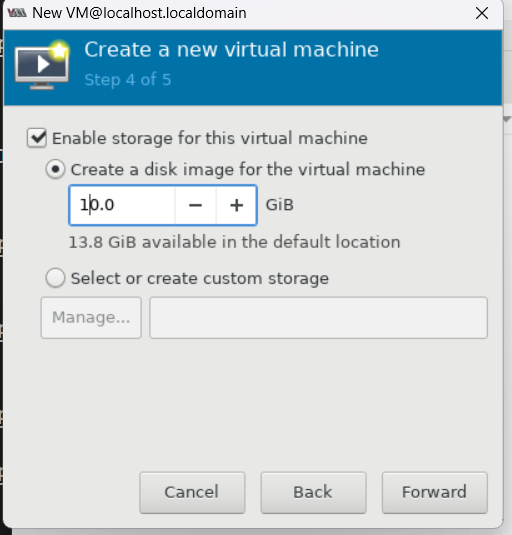 New VM@localhost.localdomain
Create a new virtual machine
Step 4 of 5
Enable storage for this virtual machine
Create a disk image for the virtual machine
10.0 − + GiB
13.8 GiB available in the default location
Select or create custom storage
Manage...
Cancel Back Forward